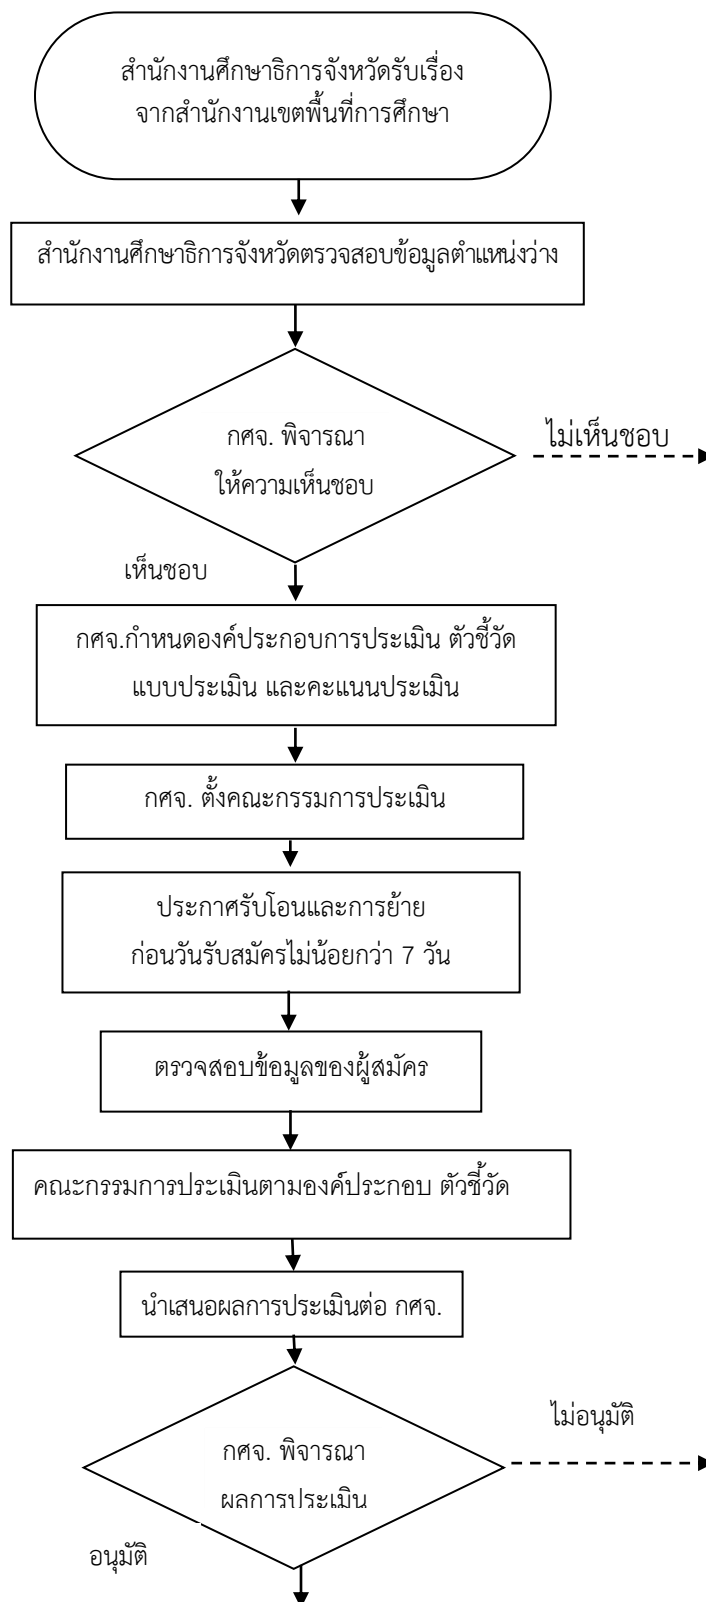 สำนักงานศึกษาธิการจังหวัดรับเรื่อง
จากสำนักงานเขตพื้นที่การศึกษา
สำนักงานศึกษาธิการจังหวัดตรวจสอบข้อมูลตำแหน่งว่าง
กศจ. พิจารณา
ให้ความเห็นชอบ
ไม่เห็นชอบ
เห็นชอบ
กศจ.กำหนดองค์ประกอบการประเมิน ตัวชี้วัด
แบบประเมิน และคะแนนประเมิน
กศจ. ตั้งคณะกรรมการประเมิน
ประกาศรับโอนและการย้าย
ก่อนวันรับสมัครไม่น้อยกว่า 7 วัน
ตรวจสอบข้อมูลของผู้สมัคร
คณะกรรมการประเมินตามองค์ประกอบ ตัวชี้วัด
นำเสนอผลการประเมินต่อ กศจ.
กศจ. พิจารณา
ผลการประเมิน
ไม่อนุมัติ
อนุมัติ